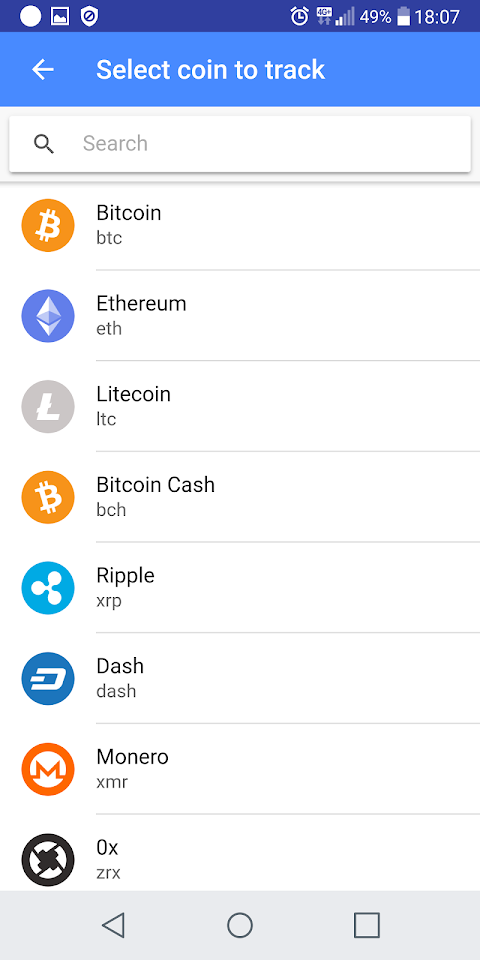 4G+ 49% 18:07
Select coin to track
Search
Bitcoin
btc
Ethereum
eth
Litecoin
ltc
Bitcoin Cash
bch
Ripple
xrp
Dash
dash
Monero
xmr
0x
zrx